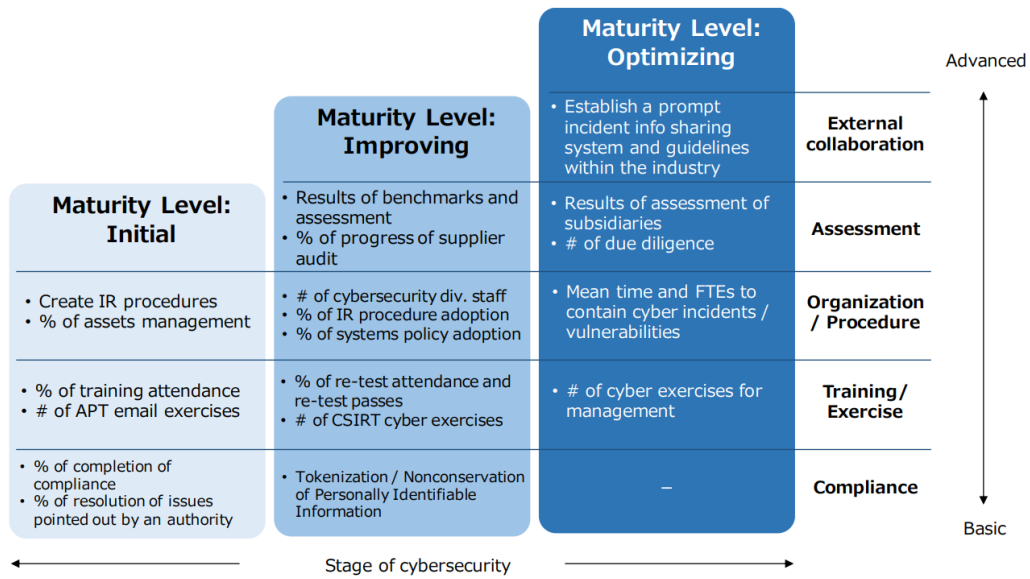 Maturity Level:
Optimizing
Advanced
• Establish a prompt
incident info sharing
system and guidelines
within the industry
External
collaboration
Maturity Level:
Improving
Maturity Level:
Initial
• Results of benchmarks and
assessment
• % of progress of supplier
audit
• Results of assessment of
subsidiaries
• # of due diligence
Assessment
• Create IR procedures
• % of assets management
• # of cybersecurity div. staff
• % of IR procedure adoption
• % of systems policy adoption
• Mean time and FTEs to
contain cyber incidents /
vulnerabilities
Organization
/ Procedure
• % of training attendance
• # of APT email exercises
• % of re-test attendance and
re-test passes
• # of CSIRT cyber exercises
• # of cyber exercises for
management
Training/
Exercise
• % of completion of
compliance
• % of resolution of issues
pointed out by an authority
• Tokenization / Nonconservation
of Personally Identifiable
Information
–
Compliance
Basic
Stage of cybersecurity